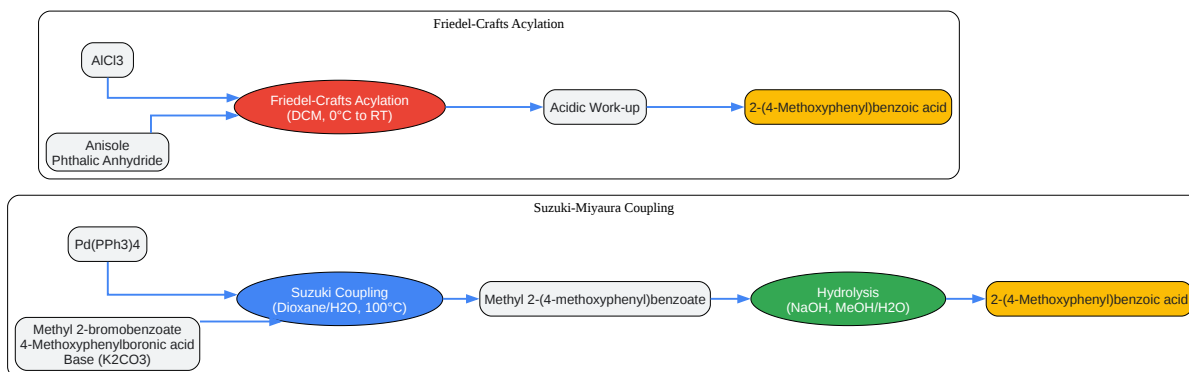 Friedel-Crafts Acylation
AlCl3
Friedel-Crafts Acylation
(DCM, 0°C to RT)
Acidic Work-up
2-(4-Methoxyphenyl)benzoic acid
Anisole
Phthalic Anhydride
Suzuki-Miyaura Coupling
Pd(PPh3)4
Suzuki Coupling
(Dioxane/H2O, 100°C)
Methyl 2-(4-methoxyphenyl)benzoate
Hydrolysis
(NaOH, MeOH/H2O)
2-(4-Methoxyphenyl)benzoic acid
Methyl 2-bromobenzoate
4-Methoxyphenylboronic acid
Base (K2CO3)